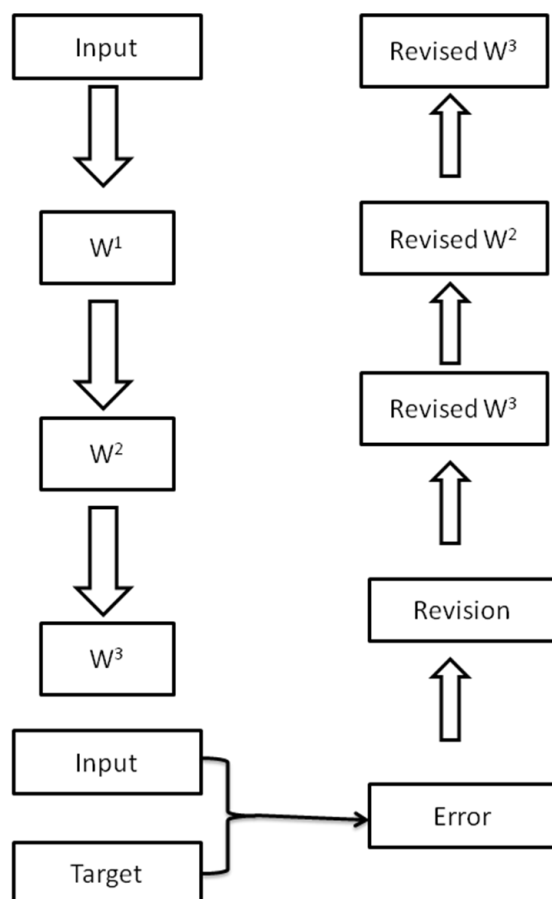 Input
W¹
W²
W³
Input
Target
Revised W³
Revised W²
Revised W³
Revision
Error